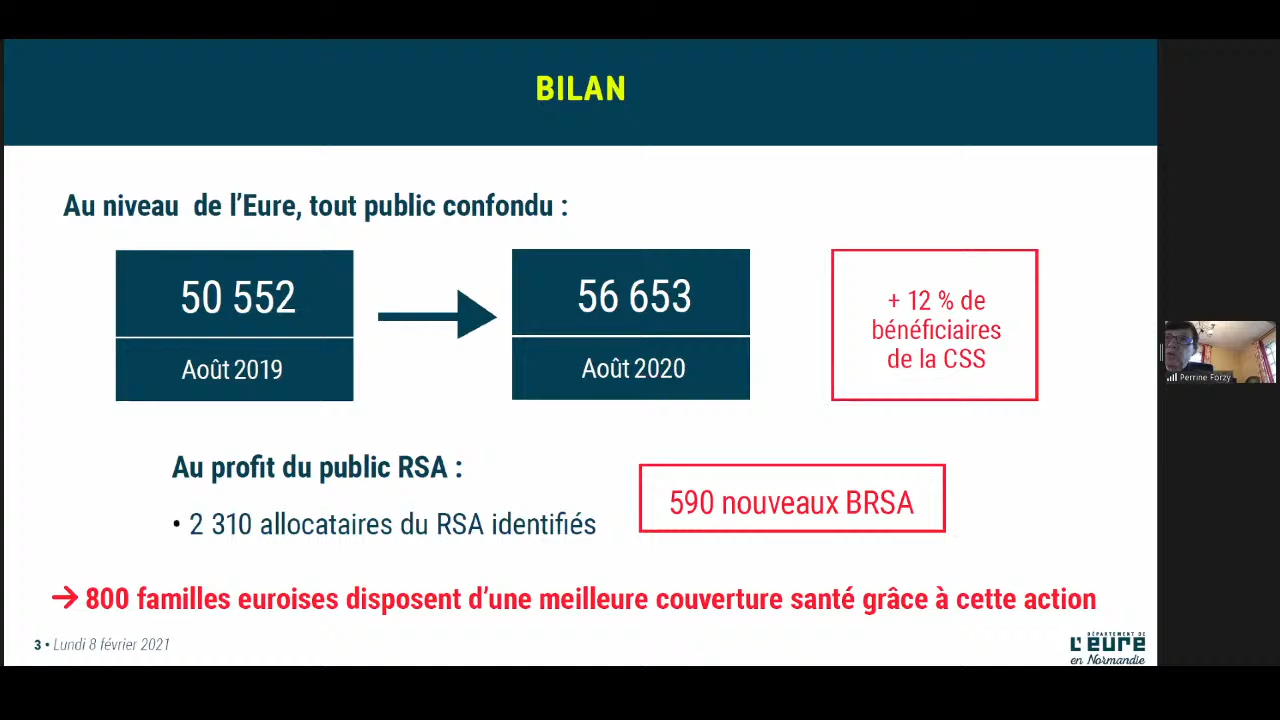 BILAN
Au niveau de l'Eure, tout public confondu :
50 552
Août 2019
56 653
Août 2020
+ 12 % de
bénéficiaires
de la CSS
Au profit du public RSA :
• 2 310 allocataires du RSA identifiés
590 nouveaux BRSA
→ 800 familles euroises disposent d'une meilleure couverture santé grâce à cette action
3 • Lundi 8 février 2021
DÉPARTEMENT DE
L'EURE
en Normandie
Perrine Forzy